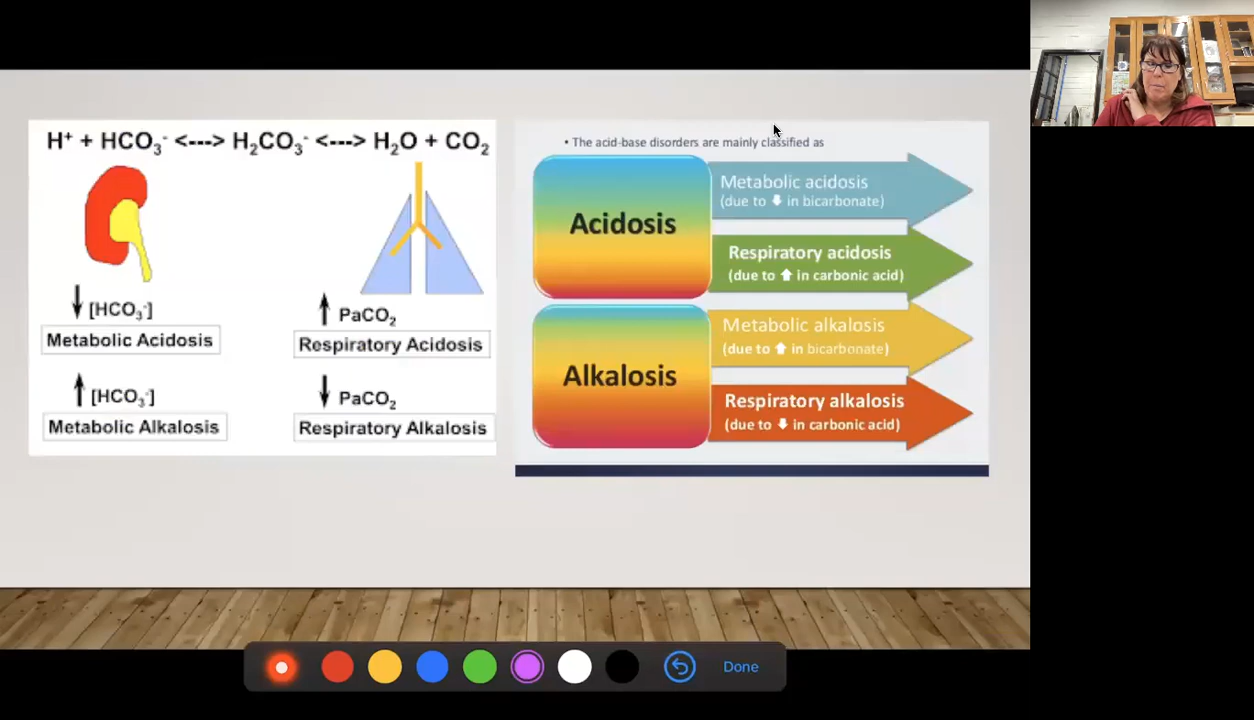 H⁺ + HCO₃⁻ <---> H₂CO₃⁻ <---> H₂O + CO₂
↓ [HCO₃⁻]
Metabolic Acidosis
↑ PaCO₂
Respiratory Acidosis
↑ [HCO₃⁻]
Metabolic Alkalosis
↓ PaCO₂
Respiratory Alkalosis
• The acid-base disorders are mainly classified as
Acidosis
Metabolic acidosis
(due to ⬇ in bicarbonate)
Respiratory acidosis
(due to ⬆ in carbonic acid)
Alkalosis
Metabolic alkalosis
(due to ⬆ in bicarbonate)
Respiratory alkalosis
(due to ⬇ in carbonic acid)
Done